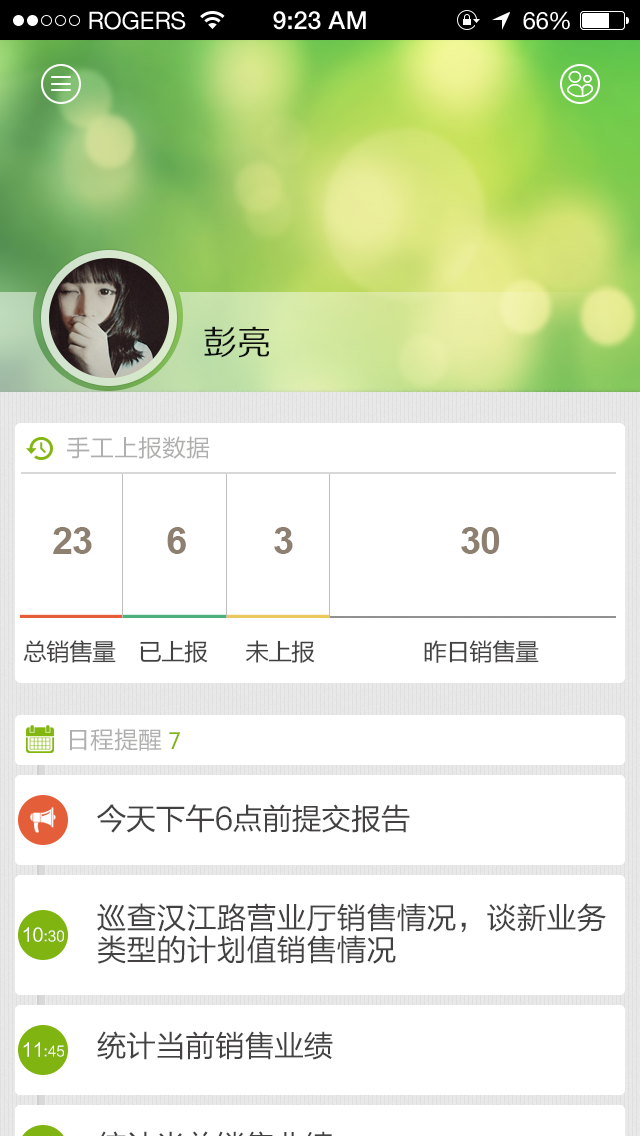 ROGERS 9:23 AM 66%
彭亮
手工上报数据
23 6 3 30
总销售量 已上报 未上报 昨日销售量
日程提醒 7
今天下午6点前提交报告
10:30
巡查汉江路营业厅销售情况，谈新业务
类型的计划值销售情况
11:45 统计当前销售业绩